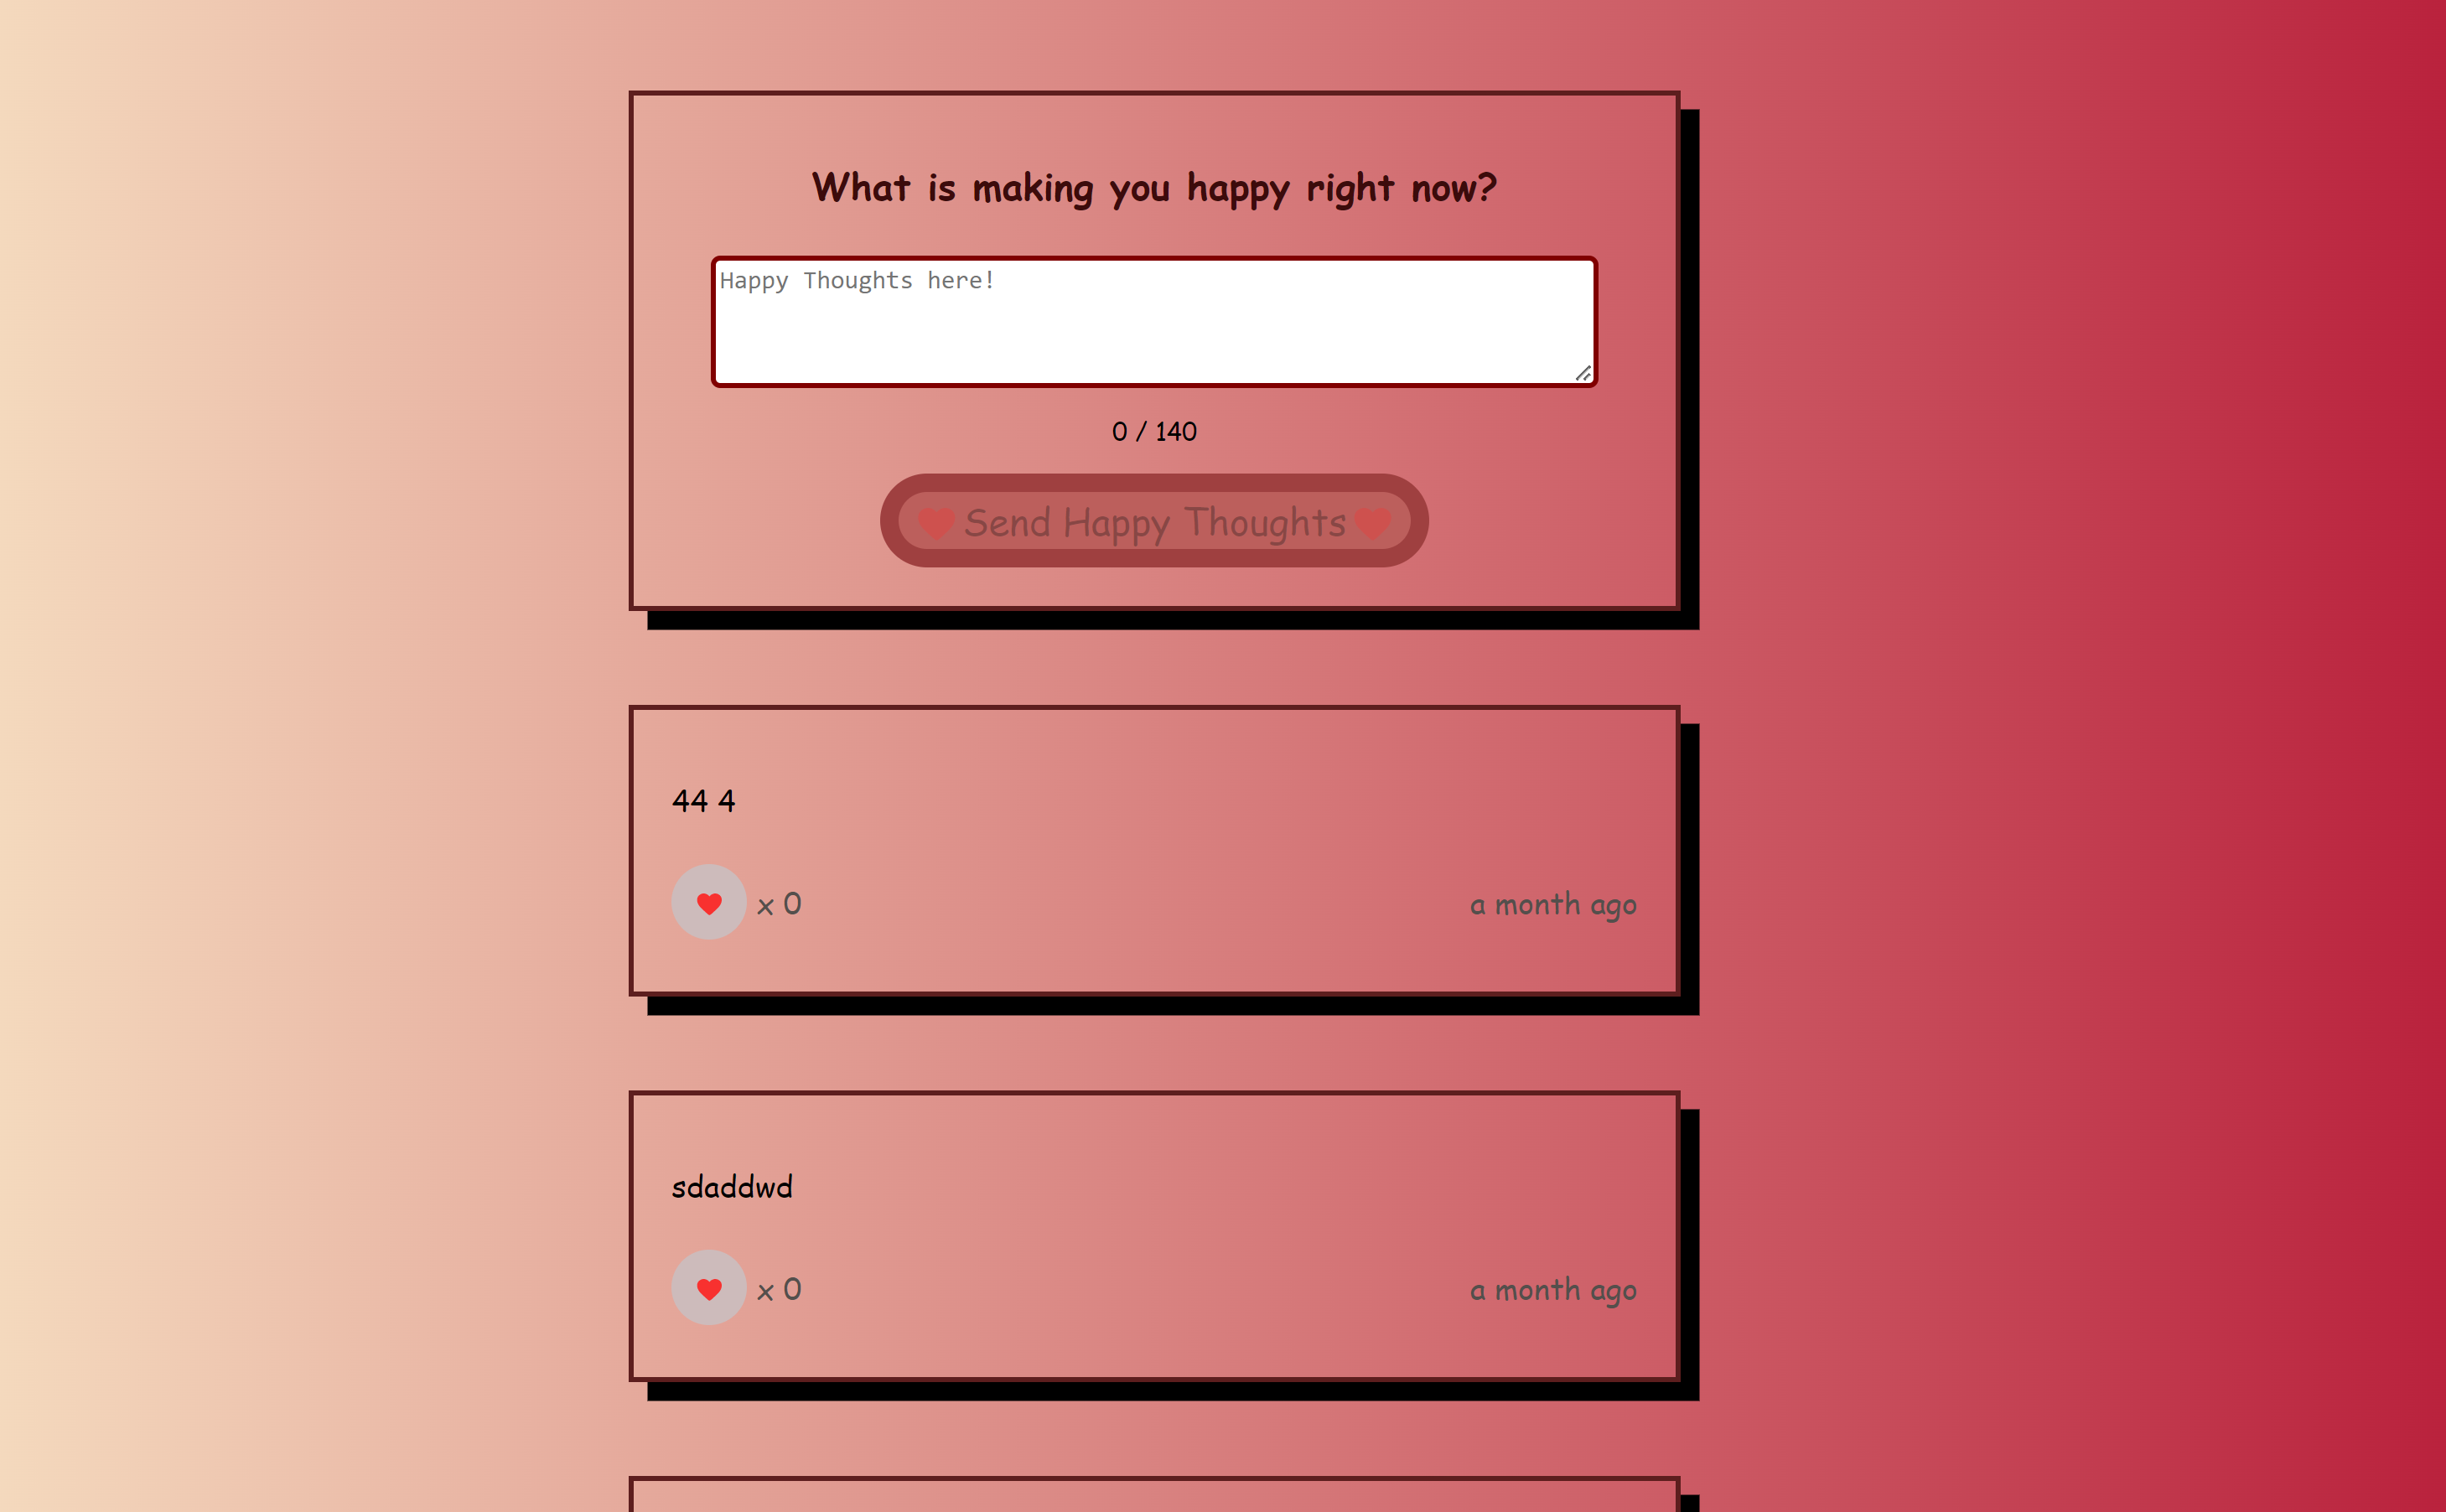 What is making you happy right now?
Happy Thoughts here!
0 / 140
Send Happy Thoughts
44 4
x 0
a month ago
sdaddwd
x 0
a month ago